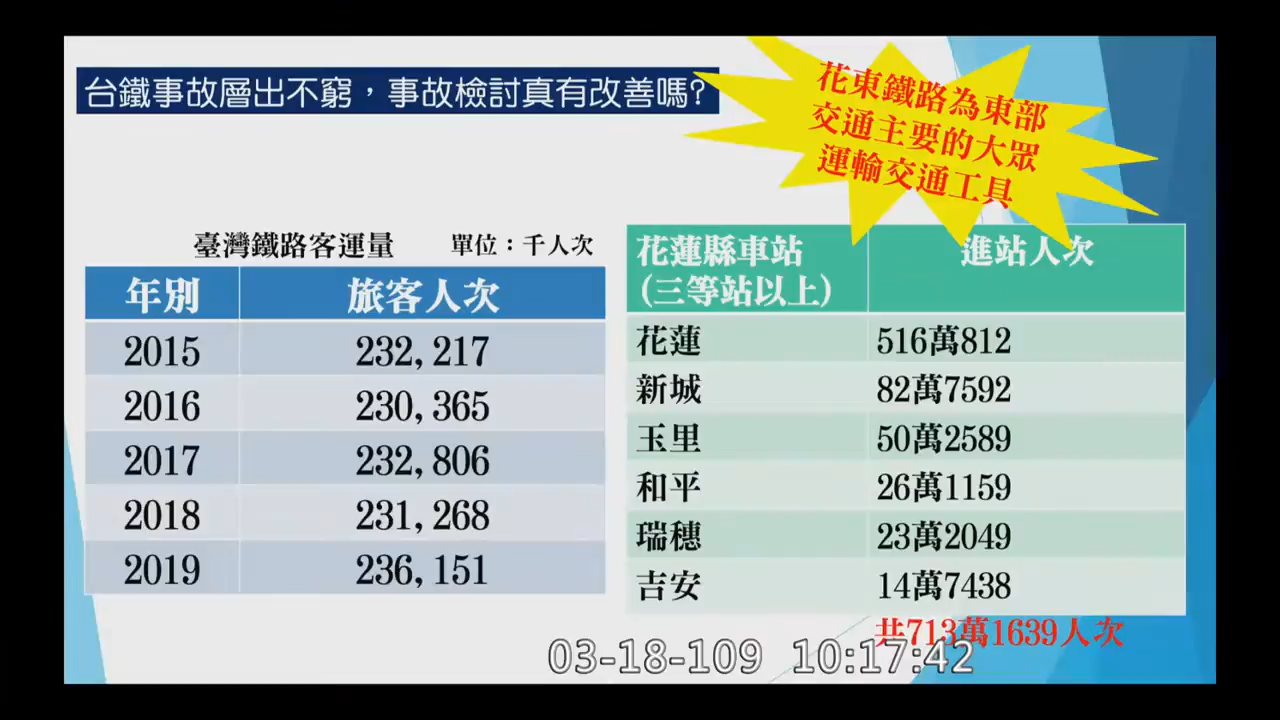 台鐵事故層出不窮，事故檢討真有改善嗎?
花東鐵路為東部
交通主要的大眾
運輸交通工具
臺灣鐵路客運量 單位：千人次
年別 旅客人次
2015 232,217
2016 230,365
2017 232,806
2018 231,268
2019 236,151
花蓮縣車站
(三等站以上) 進站人次
花蓮 516萬812
新城 82萬7592
玉里 50萬2589
和平 26萬1159
瑞穗 23萬2049
吉安 14萬7438
共713萬1639人次
03-18-109 10:17:42